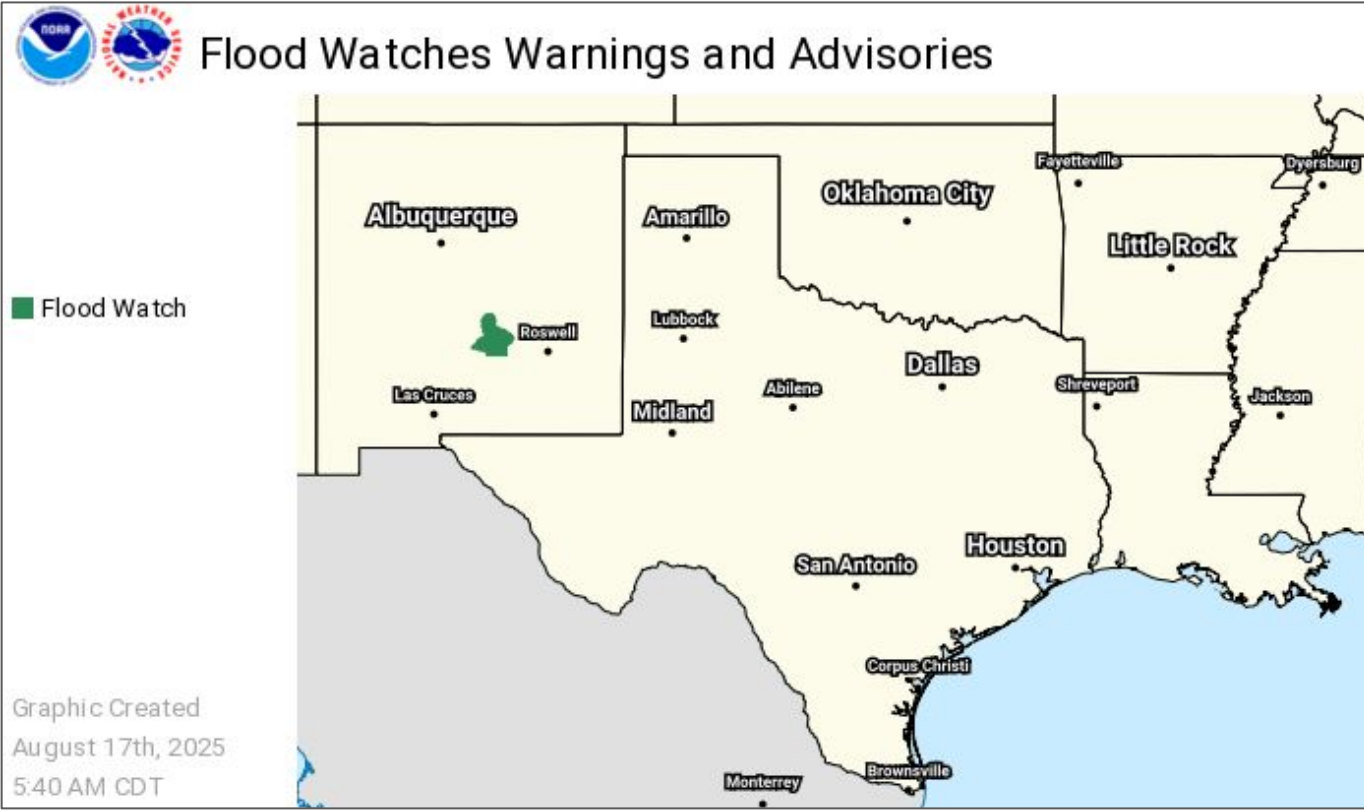 NOAA
NATIONAL WEATHER SERVICE
Flood Watches Warnings and Advisories
Fayetteville
Dyersburg
Oklahoma City
Albuquerque
Amarillo
Little Rock
Flood Watch
Lubbock
Roswell
Dallas
Shreveport
Abilene
Las Cruces
Jackson
Midland
Houston
San Antonio
Corpus Christi
Graphic Created
August 17th, 2025
5:40 AM CDT
Brownsville
Monterrey